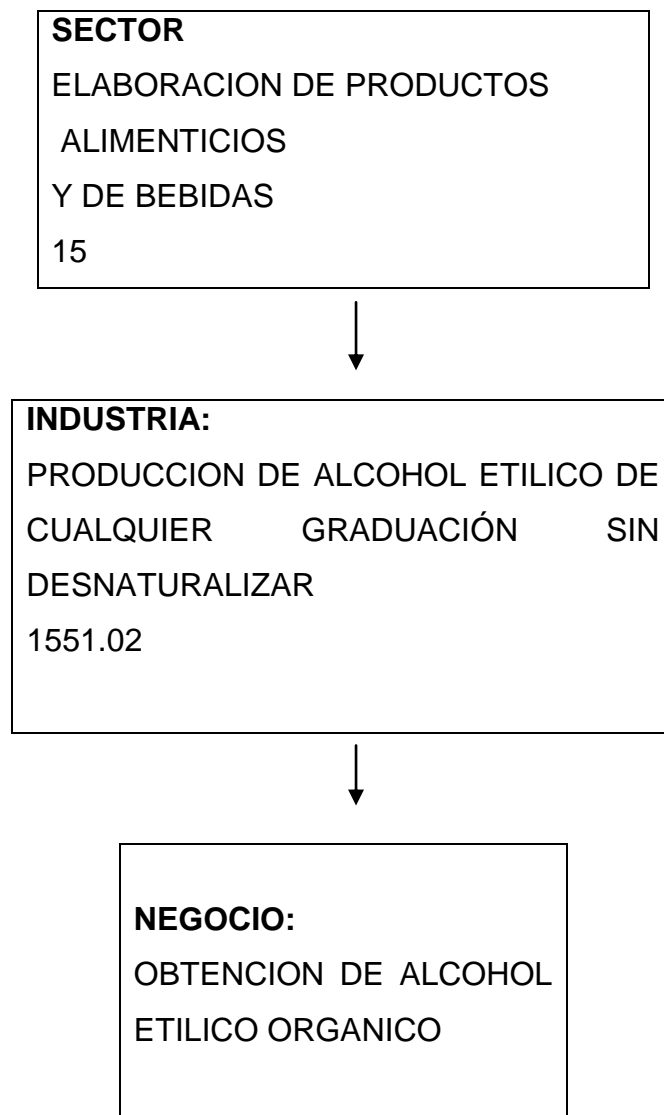 SECTOR
ELABORACION DE PRODUCTOS
ALIMENTICIOS
Y DE BEBIDAS
15
INDUSTRIA:
PRODUCCION DE ALCOHOL ETILICO DE
CUALQUIER GRADUACIÓN SIN
DESNATURALIZAR
1551.02
NEGOCIO:
OBTENCION DE ALCOHOL
ETILICO ORGANICO